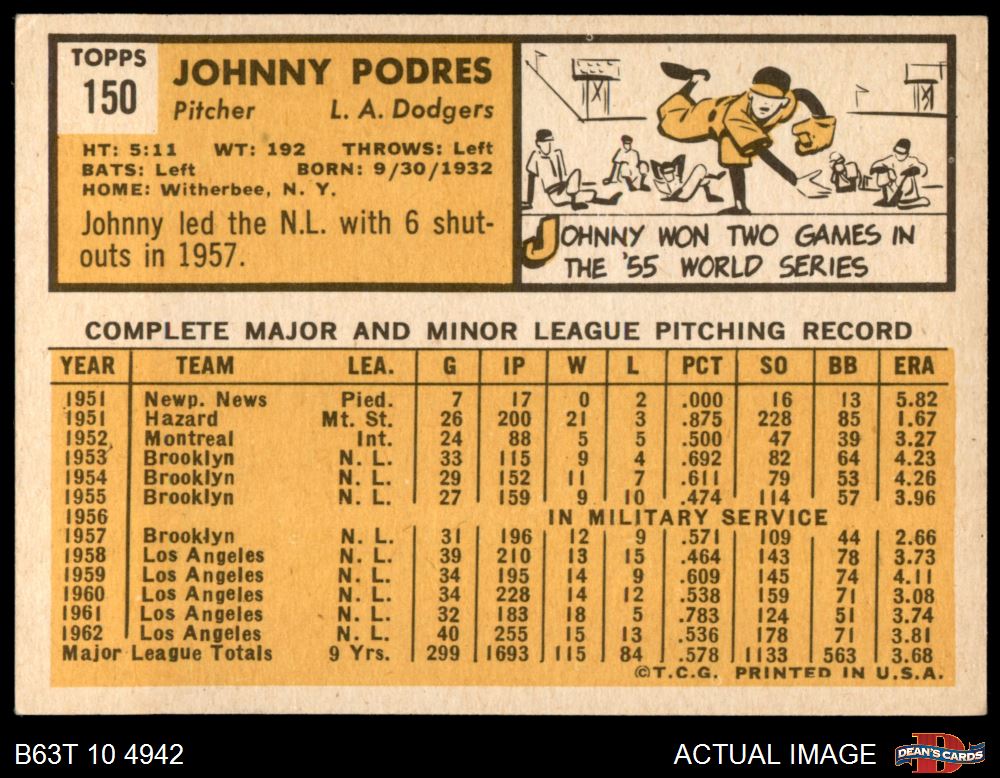 TOPPS
150
JOHNNY PODRES
Pitcher L. A. Dodgers
HT: 5:11 WT: 192 THROWS: Left
BATS: Left BORN: 9/30/1932
HOME: Witherbee, N. Y.
Johnny led the N.L. with 6 shut-
outs in 1957.
5
JOHNNY WON TWO GAMES IN
THE '55 WORLD SERIES
COMPLETE MAJOR AND MINOR LEAGUE PITCHING RECORD
YEAR TEAM LEA. G IP W L PCT SO BB ERA
1951 Newp. News Pied. 7 17 0 2 .000 16 13 5.82
1951 Hazard Mt. St. 26 200 21 3 .875 228 85 1.67
1952 Montreal Int. 24 88 5 5 .500 47 39 3.27
1953 Brooklyn N. L. 33 115 9 4 .692 82 64 4.23
1954 Brooklyn N. L. 29 152 11 7 .611 79 53 4.26
1955 Brooklyn N. L. 27 159 9 10 .474 114 57 3.96
1956 IN MILITARY SERVICE
1957 Brooklyn N. L. 31 196 12 9 .571 109 44 2.66
1958 Los Angeles N. L. 39 210 13 15 .464 143 78 3.73
1959 Los Angeles N. L. 34 195 14 9 .609 145 74 4.11
1960 Los Angeles N. L. 34 228 14 12 .538 159 71 3.08
1961 Los Angeles N. L. 32 183 18 5 .783 124 51 3.74
1962 Los Angeles N. L. 40 255 15 13 .536 178 71 3.81
Major League Totals 9 Yrs. 299 1693 115 84 .578 1133 563 3.68
©T.C.G. PRINTED IN U.S.A.
B63T 10 4942 ACTUAL IMAGE DEAN'S CARDS